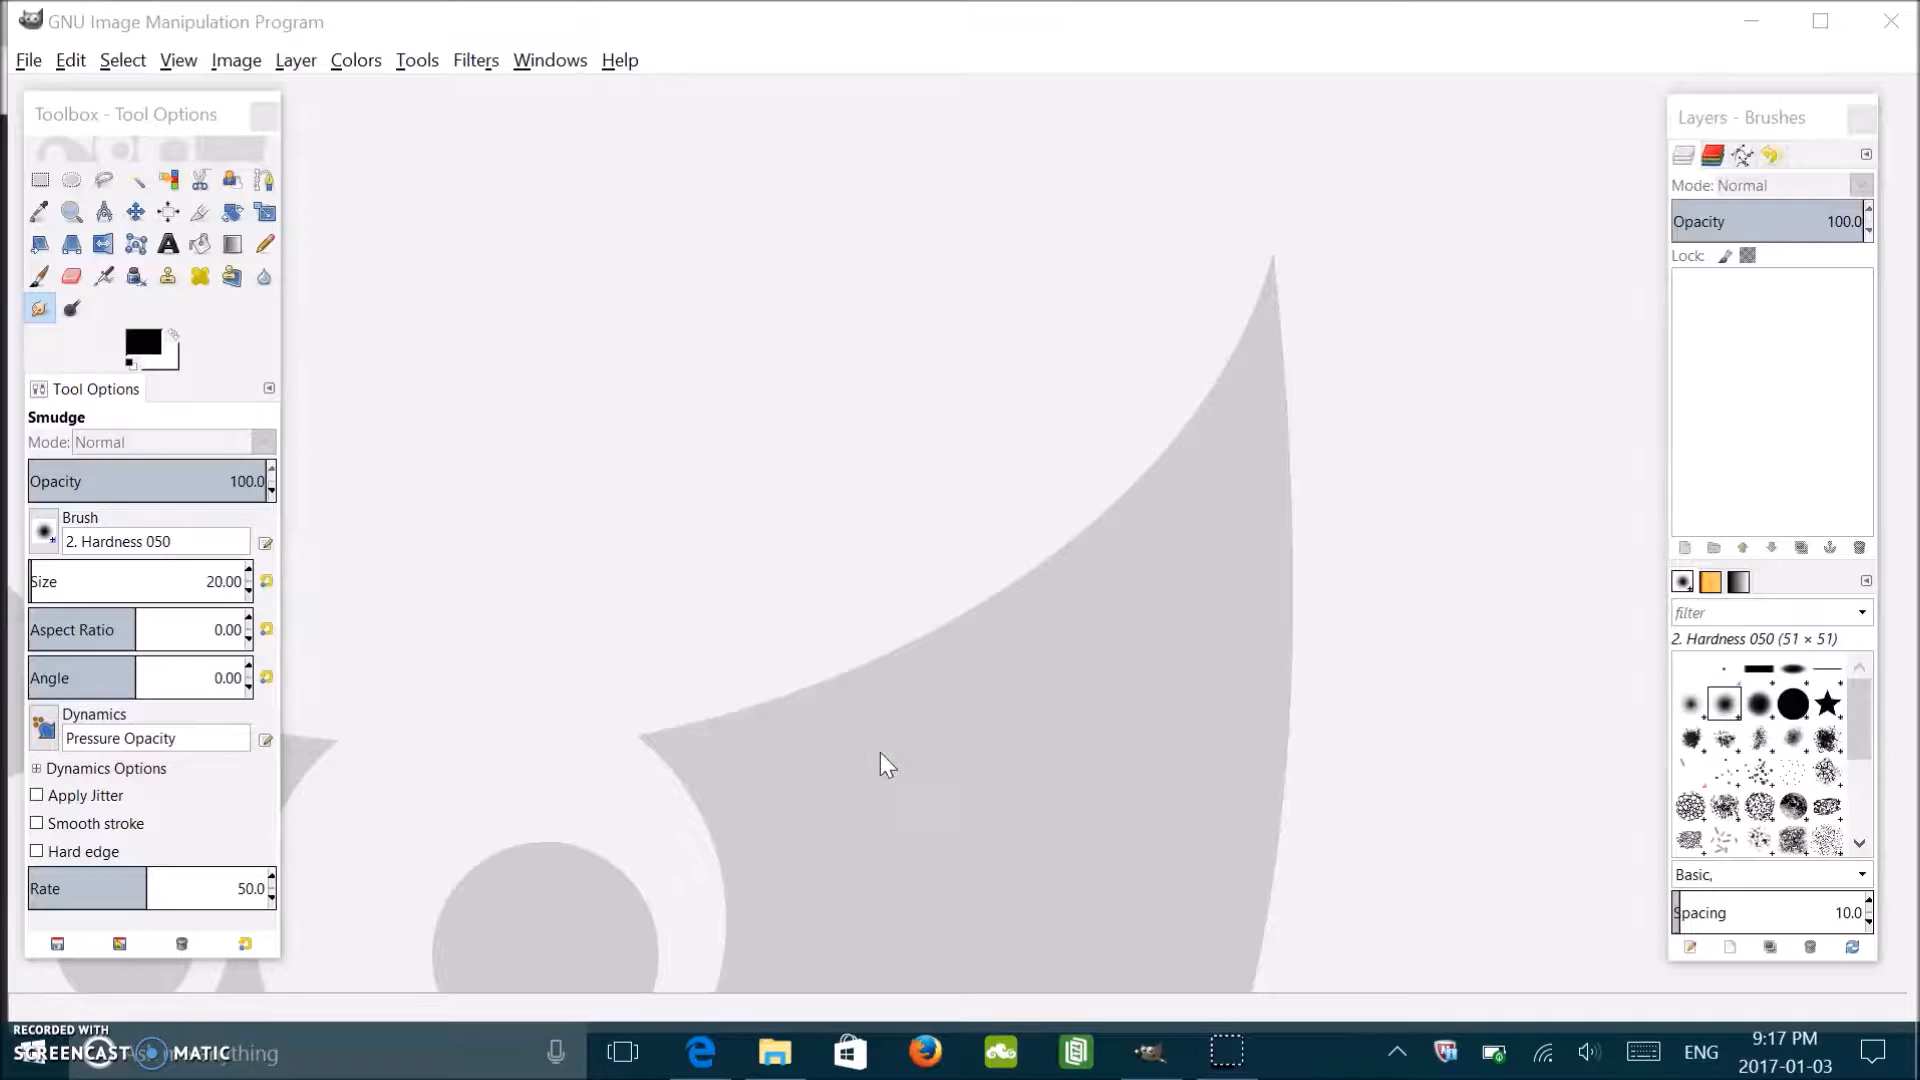 GNU Image Manipulation Program
File Edit Select View Image Layer Colors Tools Filters Windows Help
Toolbox - Tool Options
Tool Options
Smudge
Mode: Normal
Opacity 100.0
Brush
2. Hardness 050
Size 20.00
Aspect Ratio 0.00
Angle 0.00
Dynamics
Pressure Opacity
Dynamics Options
Apply Jitter
Smooth stroke
Hard edge
Rate 50.0
Layers - Brushes
Mode: Normal
Opacity 100.0
Lock:
filter
2. Hardness 050 (51 × 51)
Basic,
Spacing 10.0
RECORDED WITH
SCREENCAST MATIC
ENG
9:17 PM
2017-01-03